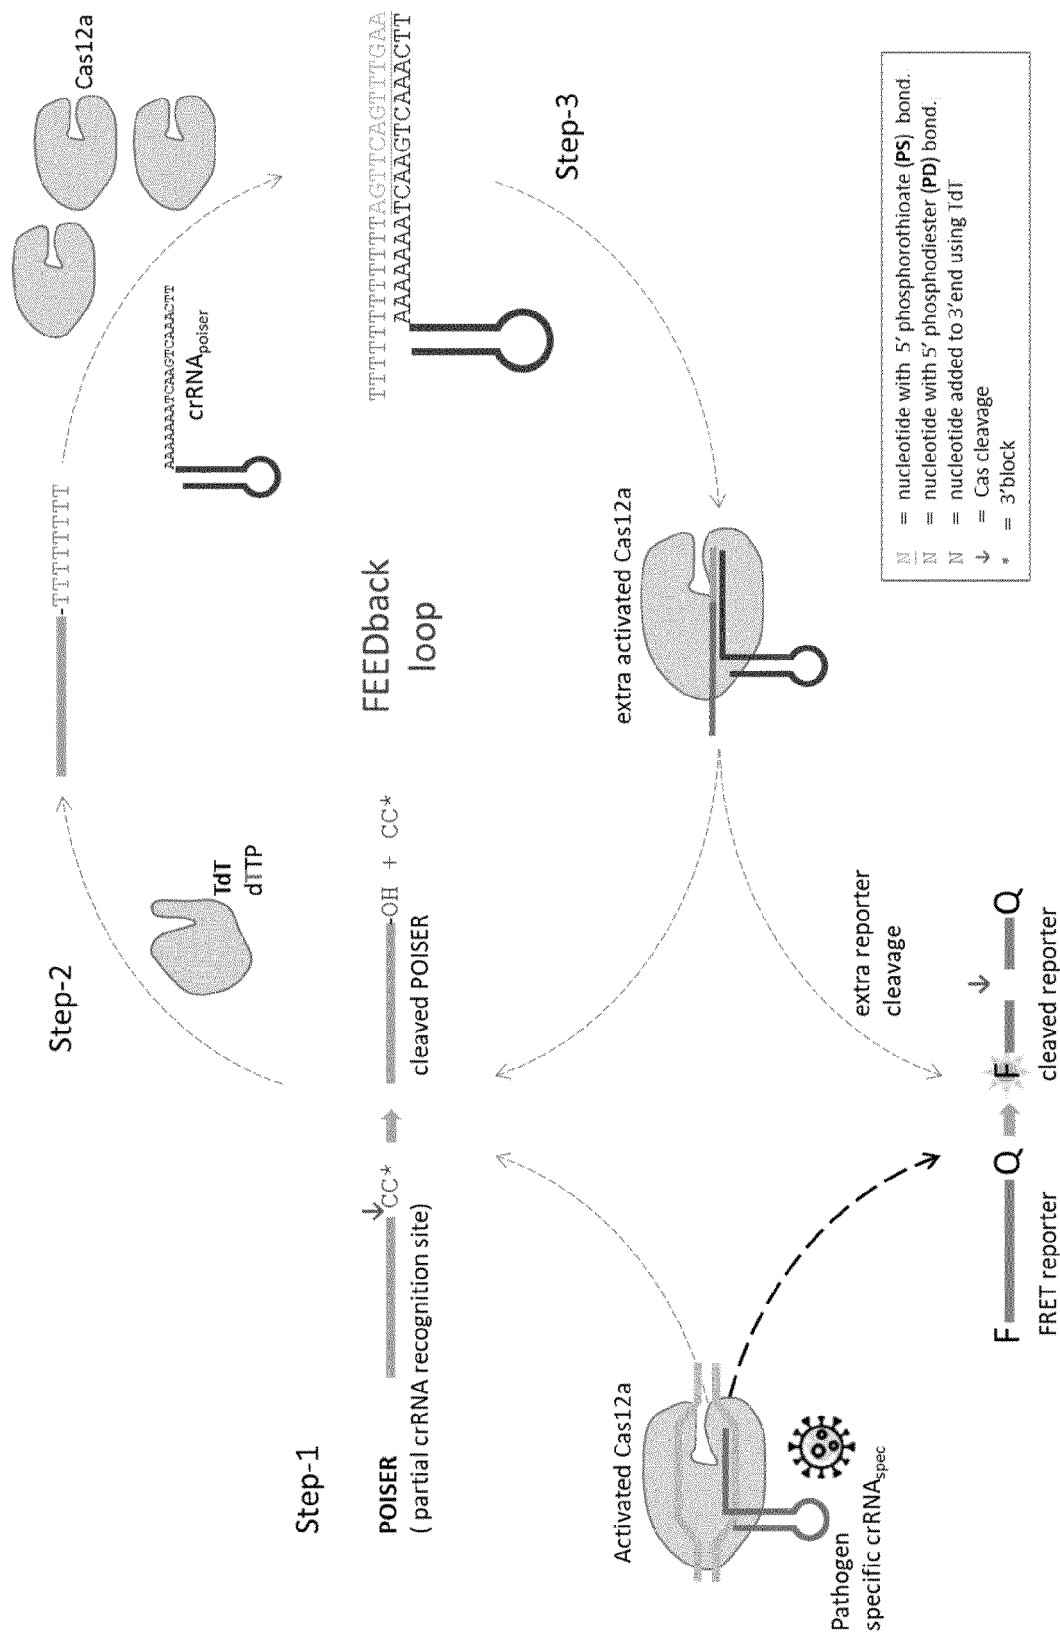 Step-1
POISER
( partial crRNA recognition site)
CC*
cleaved POISER
-OH + CC*
Step-2
TdT
dTTP
-TTTTTTTT
Cas12a
AAAAAAATCAAGTCAAACTT
crRNApoiser
FEEDback
loop
TTTTTTTTTTTTAGTTCAGTTTGAA
AAAAAAATCAAGTCAAACTT
Step-3
Activated Cas12a
Pathogen
specific crRNAspec
extra activated Cas12a
extra reporter
cleavage
F Q
FRET reporter
F Q
cleaved reporter
N = nucleotide with 5' phosphorothioate (PS) bond.
N = nucleotide with 5' phosphodiester (PD) bond.
N = nucleotide added to 3'end using TdT
↓ = Cas cleavage
* = 3'block